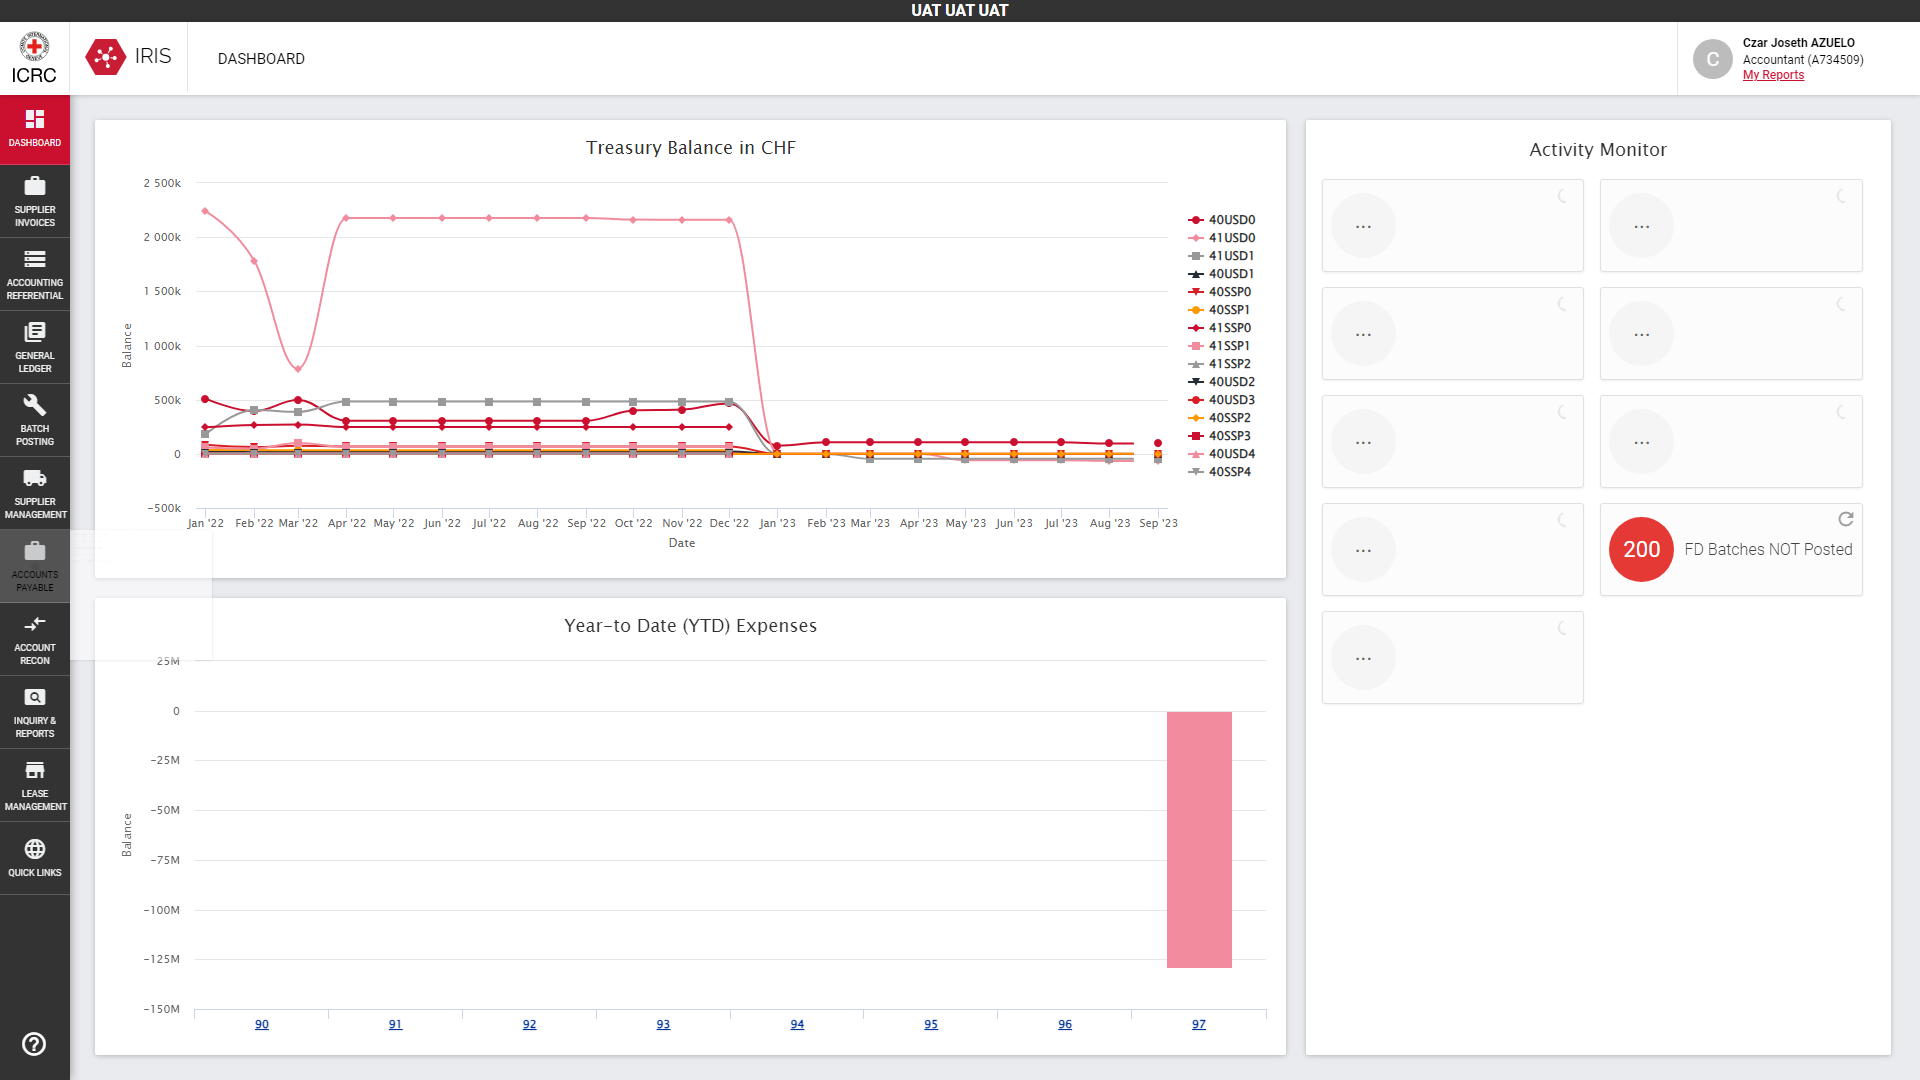 UAT UAT UAT
ICRC
IRIS
DASHBOARD
C
Czar Joseth AZUELO
Accountant (A734509)
My Reports
DASHBOARD
SUPPLIER
INVOICES
ACCOUNTING
REFERENTIAL
GENERAL
LEDGER
BATCH
POSTING
SUPPLIER
MANAGEMENT
ACCOUNTS
PAYABLE
ACCOUNT
RECON
INQUIRY &
REPORTS
LEASE
MANAGEMENT
QUICK LINKS
Treasury Balance in CHF
Balance
2 500k
2 000k
1 500k
1 000k
500k
0
-500k
Jan '22 Feb '22 Mar '22 Apr '22 May '22 Jun '22 Jul '22 Aug '22 Sep '22 Oct '22 Nov '22 Dec '22 Jan '23 Feb '23 Mar '23 Apr '23 May '23 Jun '23 Jul '23 Aug '23 Sep '23
Date
40USD0
41USD0
41USD1
40USD1
40SSP0
40SSP1
41SSP0
41SSP1
41SSP2
40USD2
40USD3
40SSP2
40SSP3
40USD4
40SSP4
Year-to Date (YTD) Expenses
Balance
25M
0
-25M
-50M
-75M
-100M
-125M
-150M
90 91 92 93 94 95 96 97
Activity Monitor
... ...
... ...
... ...
...
200 FD Batches NOT Posted
...